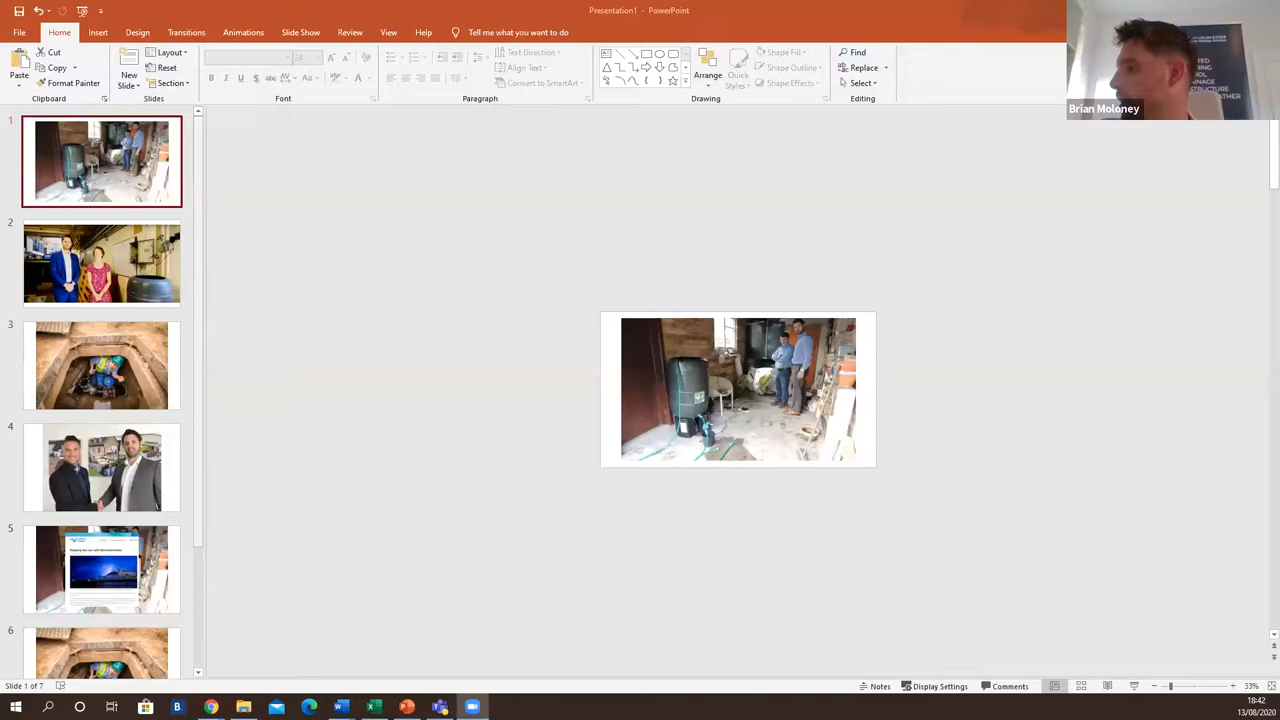 Presentation1 - PowerPoint
File Home Insert Design Transitions Animations Slide Show Review View Help Tell me what you want to do
Paste
Cut
Copy
Format Painter
Clipboard
New
Slide
Layout
Reset
Section
Slides
24
Font
Text Direction
Align Text
Convert to SmartArt
Paragraph
Arrange
Quick
Styles
Shape Fill
Shape Outline
Shape Effects
Drawing
Find
Replace
Select
Editing
Brian Moloney
1
2
3
4
5
6
Slide 1 of 7
Notes Display Settings Comments 33%
18:42
13/08/2020